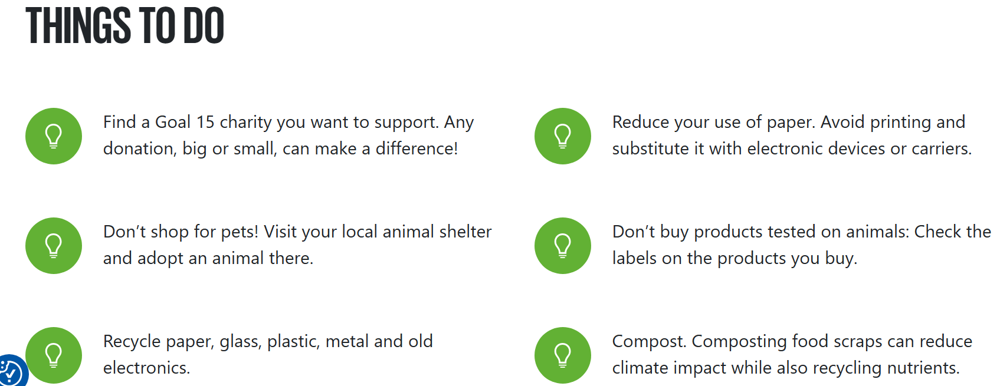 THINGS TO DO
Find a Goal 15 charity you want to support. Any
donation, big or small, can make a difference!
Reduce your use of paper. Avoid printing and
substitute it with electronic devices or carriers.
Don’t shop for pets! Visit your local animal shelter
and adopt an animal there.
Don’t buy products tested on animals: Check the
labels on the products you buy.
Recycle paper, glass, plastic, metal and old
electronics.
Compost. Composting food scraps can reduce
climate impact while also recycling nutrients.